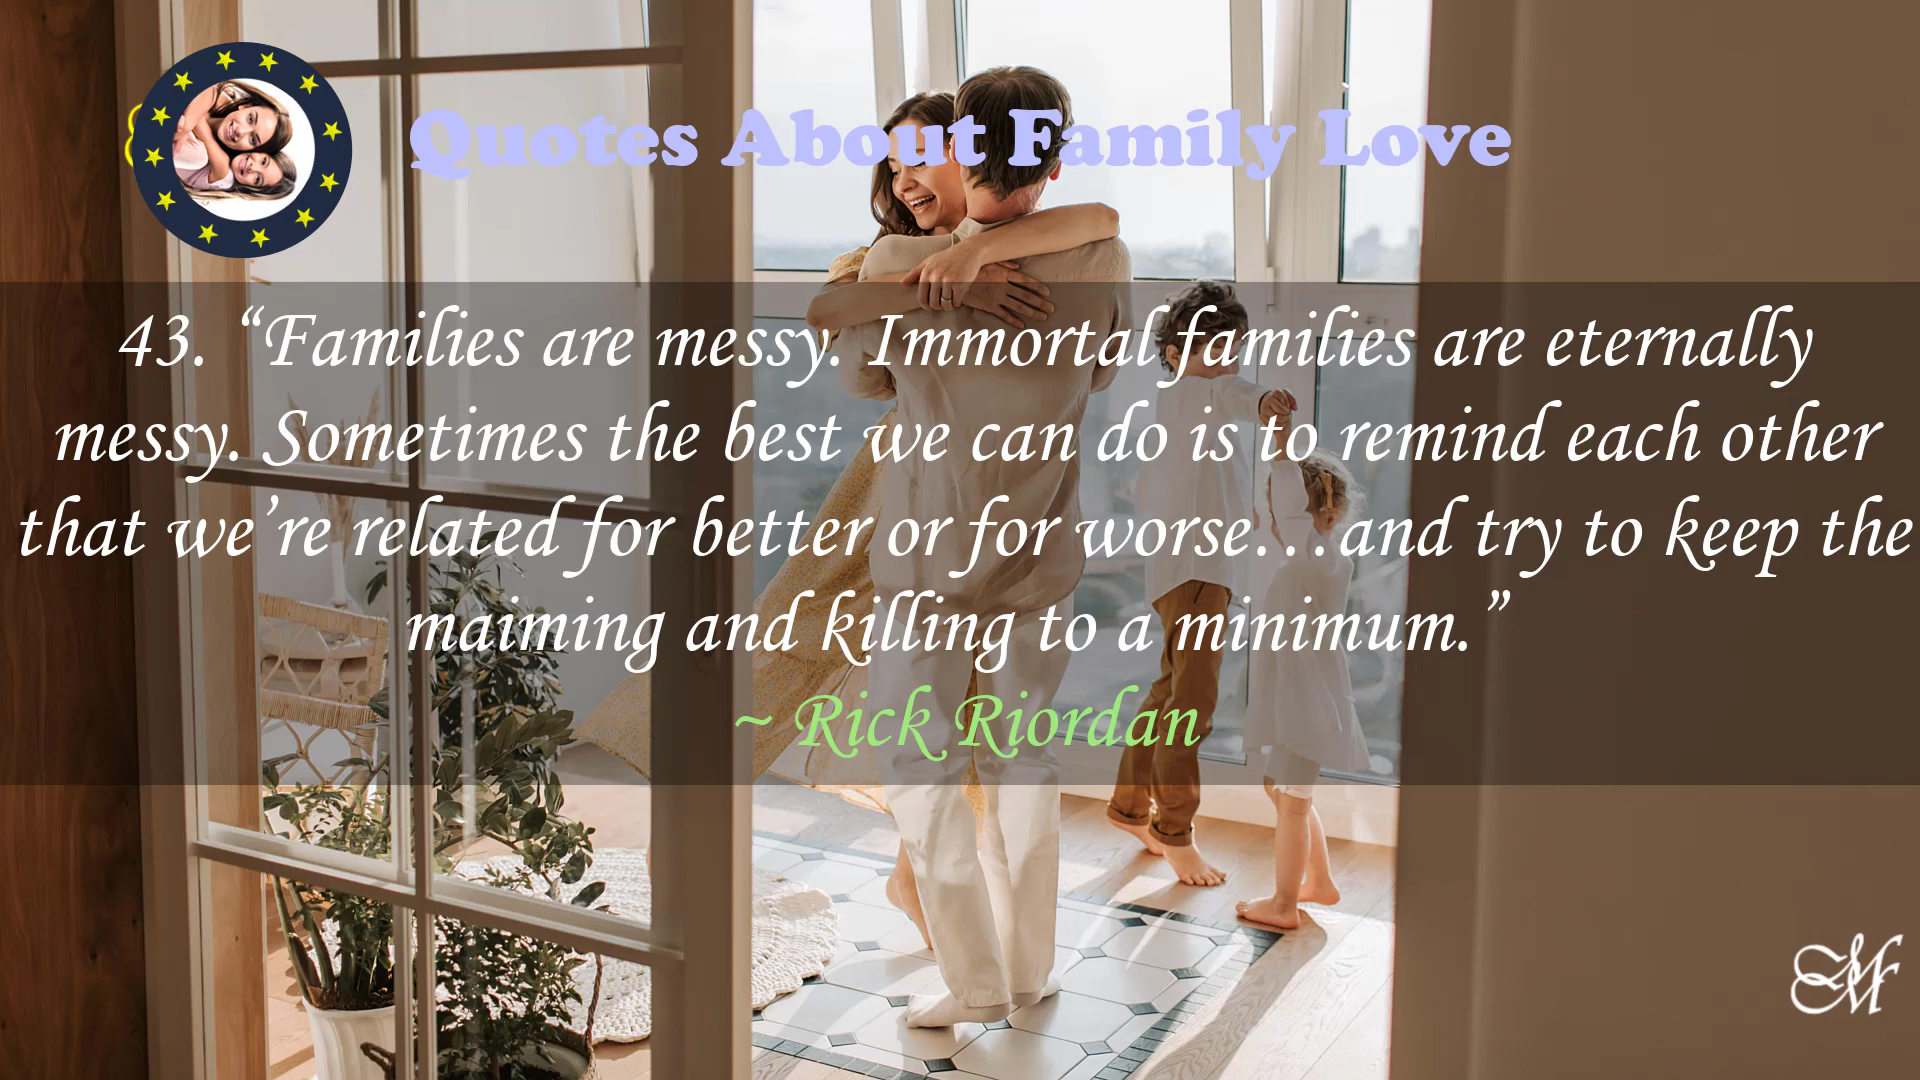 Quotes About Family Love
43. “Families are messy. Immortal families are eternally
messy. Sometimes the best we can do is to remind each other
that we’re related for better or for worse…and try to keep the
maiming and killing to a minimum.”
~ Rick Riordan